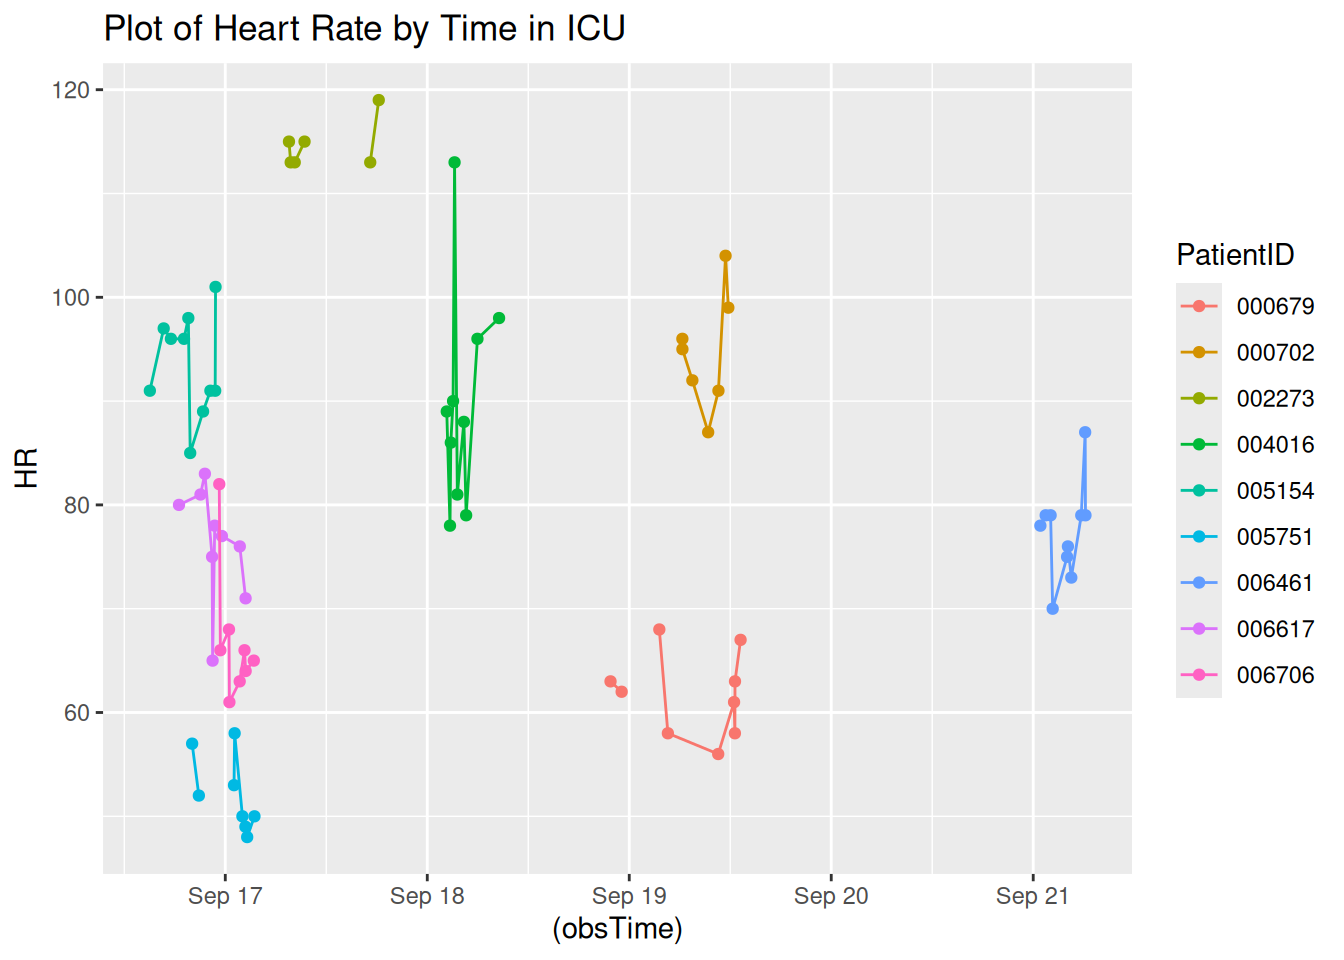 Plot of Heart Rate by Time in ICU
HR
120
100
80
60
Sep 17
Sep 18
Sep 19
Sep 20
Sep 21
(obsTime)
PatientID
000679
000702
002273
004016
005154
005751
006461
006617
006706